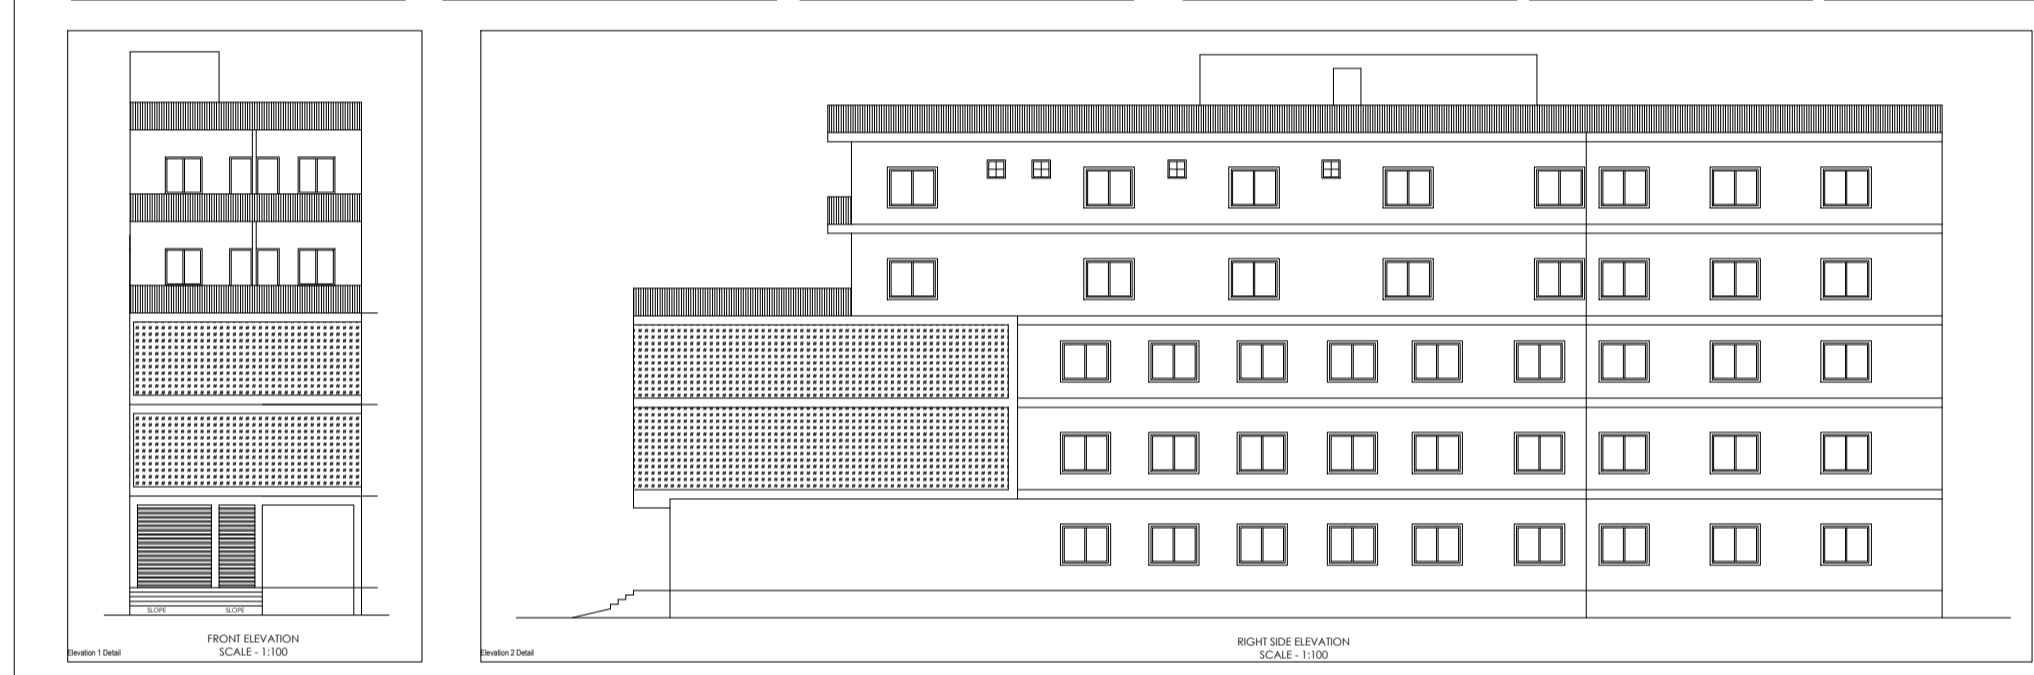 SLOPE SLOPE
FRONT ELEVATION
SCALE - 1:100
Elevation 1 Detail
RIGHT SIDE ELEVATION
SCALE - 1:100
Elevation 2 Detail